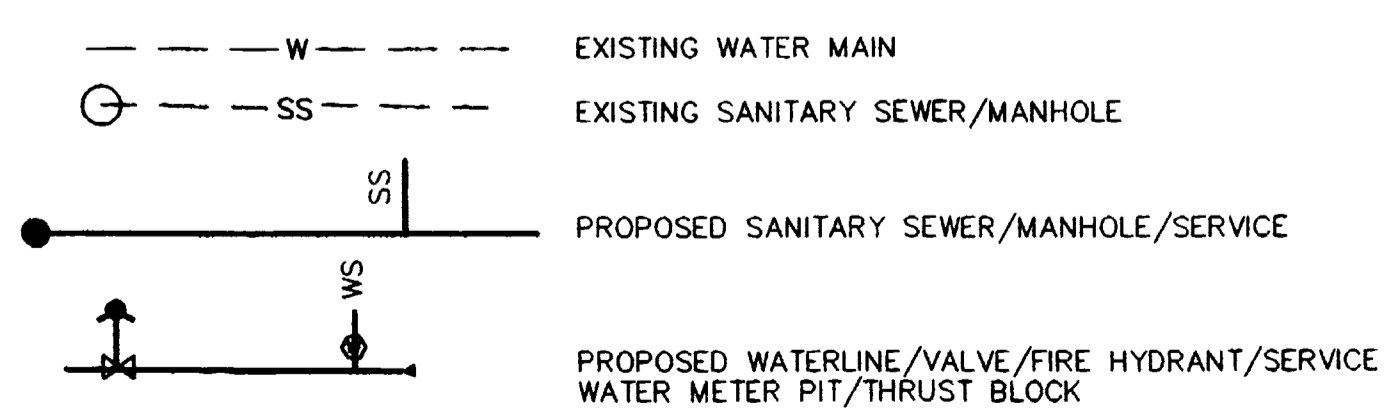 W EXISTING WATER MAIN
SS EXISTING SANITARY SEWER/MANHOLE
SS
PROPOSED SANITARY SEWER/MANHOLE/SERVICE
WS
PROPOSED WATERLINE/VALVE/FIRE HYDRANT/SERVICE
WATER METER PIT/THRUST BLOCK